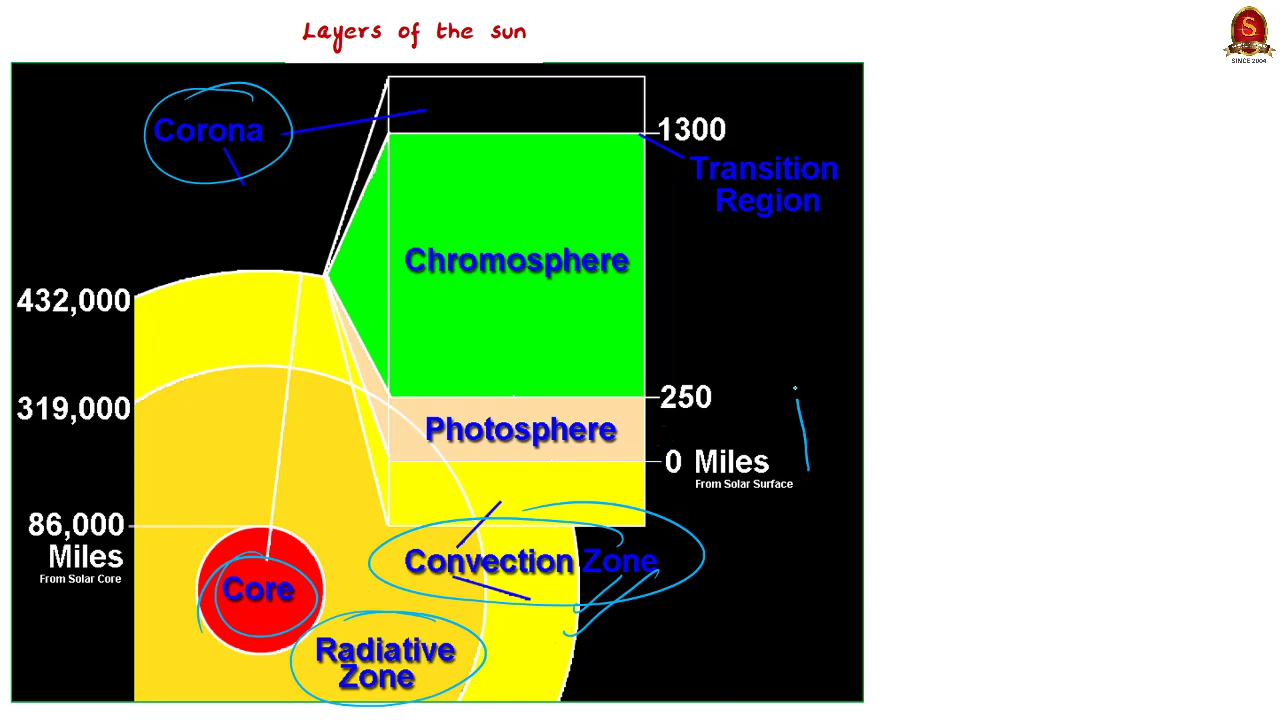 Layers of the sun
S
SINCE 2004
Corona
1300
Transition
Region
Chromosphere
432,000
319,000
250
Photosphere
0 Miles
From Solar Surface
86,000
Miles
From Solar Core
Convection Zone
Core
Radiative
Zone